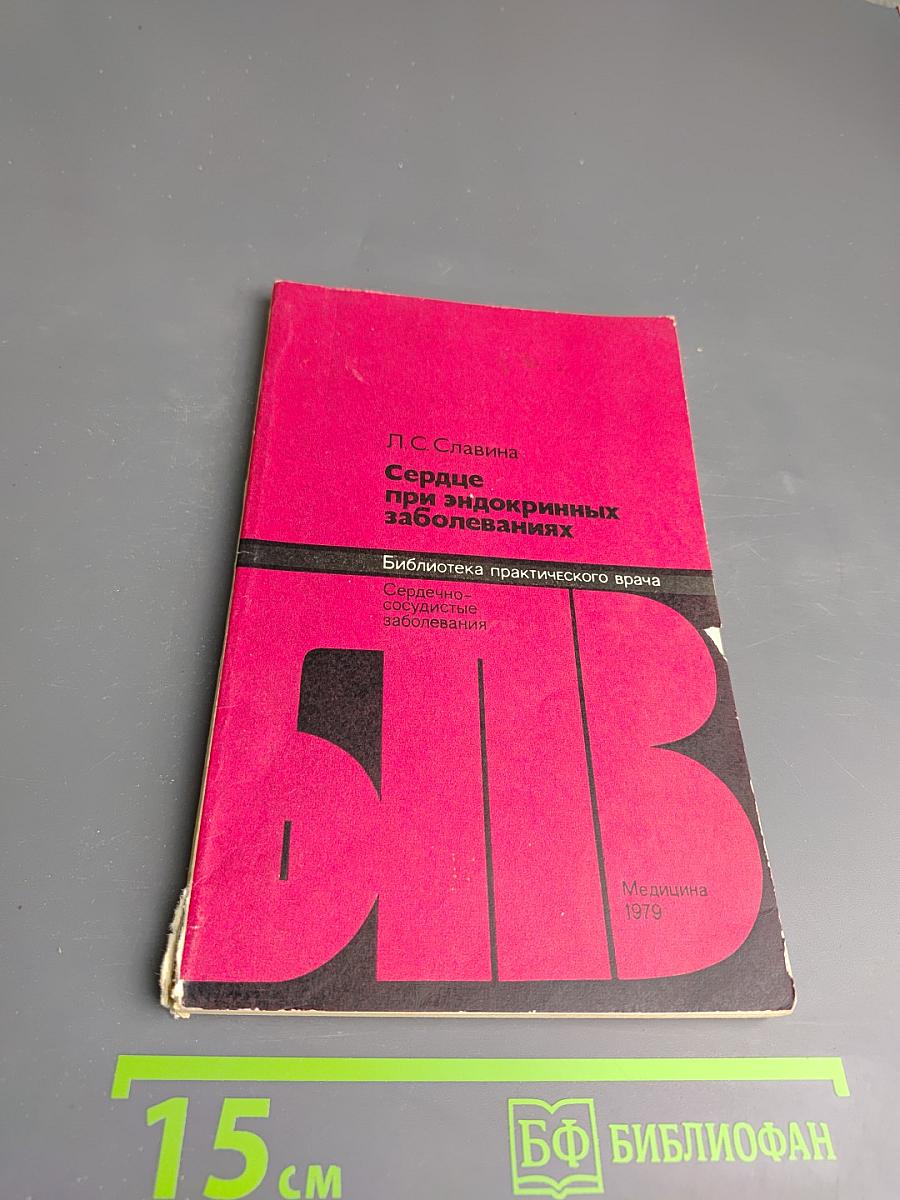 Л. С. Славина
Сердце
при эндокринных
заболеваниях
Библиотека практического врача
Сердечно-
сосудистые
заболевания
БПВ
Медицина
1979
15 см
БФ БИБЛИОФАН